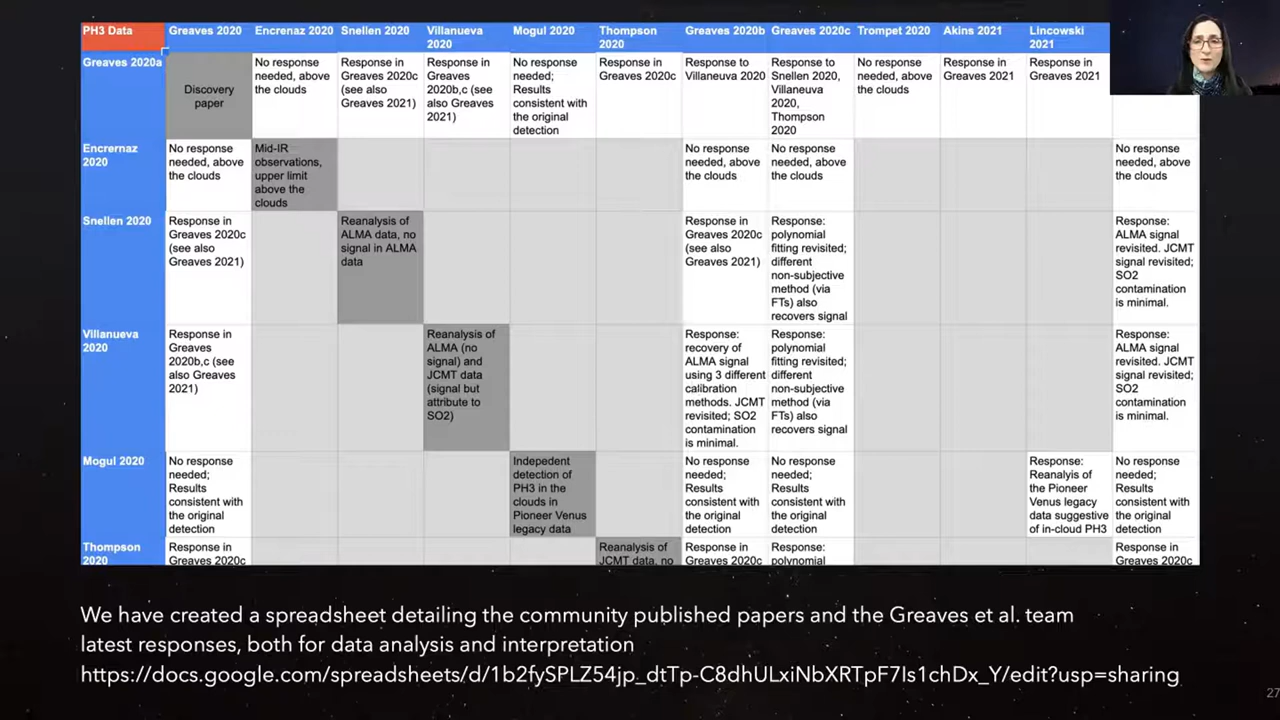 PH3 Data
Greaves 2020
Encrenaz 2020
Snellen 2020
Villanueva
2020
Mogul 2020
Thompson
2020
Greaves 2020b
Greaves 2020c
Trompet 2020
Akins 2021
Lincowski
2021
Greaves 2020a
Discovery
paper
No response
needed, above
the clouds
Response in
Greaves 2020c
(see also
Greaves 2021)
Response in
Greaves
2020b,c (see
also Greaves
2021)
No response
needed;
Results
consistent with
the original
detection
Response in
Greaves 2020c
Response to
Villaneuva 2020
Response to
Snellen 2020,
Villaneuva
2020,
Thompson
2020
No response
needed, above
the clouds
Response in
Greaves 2021
Response in
Greaves 2021
Encrernaz
2020
No response
needed, above
the clouds
Mid-IR
observations,
upper limit
above the
clouds
No response
needed, above
the clouds
No response
needed, above
the clouds
No response
needed, above
the clouds
Snellen 2020
Response in
Greaves 2020c
(see also
Greaves 2021)
Reanalysis of
ALMA data, no
signal in ALMA
data
Response in
Greaves 2020c
(see also
Greaves 2021)
Response:
polynomial
fitting revisited;
different
non-subjective
method (via
FTs) also
recovers signal
Response:
ALMA signal
revisited. JCMT
signal revisited;
SO2
contamination
is minimal.
Villanueva
2020
Response in
Greaves
2020b,c (see
also Greaves
2021)
Reanalysis of
ALMA (no
signal) and
JCMT data
(signal but
attribute to
SO2)
Response:
recovery of
ALMA signal
using 3 different
calibration
methods. JCMT
revisited; SO2
contamination
is minimal.
Response:
polynomial
fitting revisited;
different
non-subjective
method (via
FTs) also
recovers signal
Response:
ALMA signal
revisited. JCMT
signal revisited;
SO2
contamination
is minimal.
Mogul 2020
No response
needed;
Results
consistent with
the original
detection
Indepedent
detection of
PH3 in the
clouds in
Pioneer Venus
legacy data
No response
needed;
Results
consistent with
the original
detection
No response
needed;
Results
consistent with
the original
detection
Response:
Reanalyis of
the Pioneer
Venus legacy
data suggestive
of in-cloud PH3
No response
needed;
Results
consistent with
the original
detection
Thompson
2020
Response in
Greaves 2020c
Reanalysis of
JCMT data, no
Response in
Greaves 2020c
Response:
polynomial
Response in
Greaves 2020c
We have created a spreadsheet detailing the community published papers and the Greaves et al. team
latest responses, both for data analysis and interpretation
https://docs.google.com/spreadsheets/d/1b2fySPLZ54jp_dtTp-C8dhULxiNbXRTpF7Is1chDx_Y/edit?usp=sharing
27